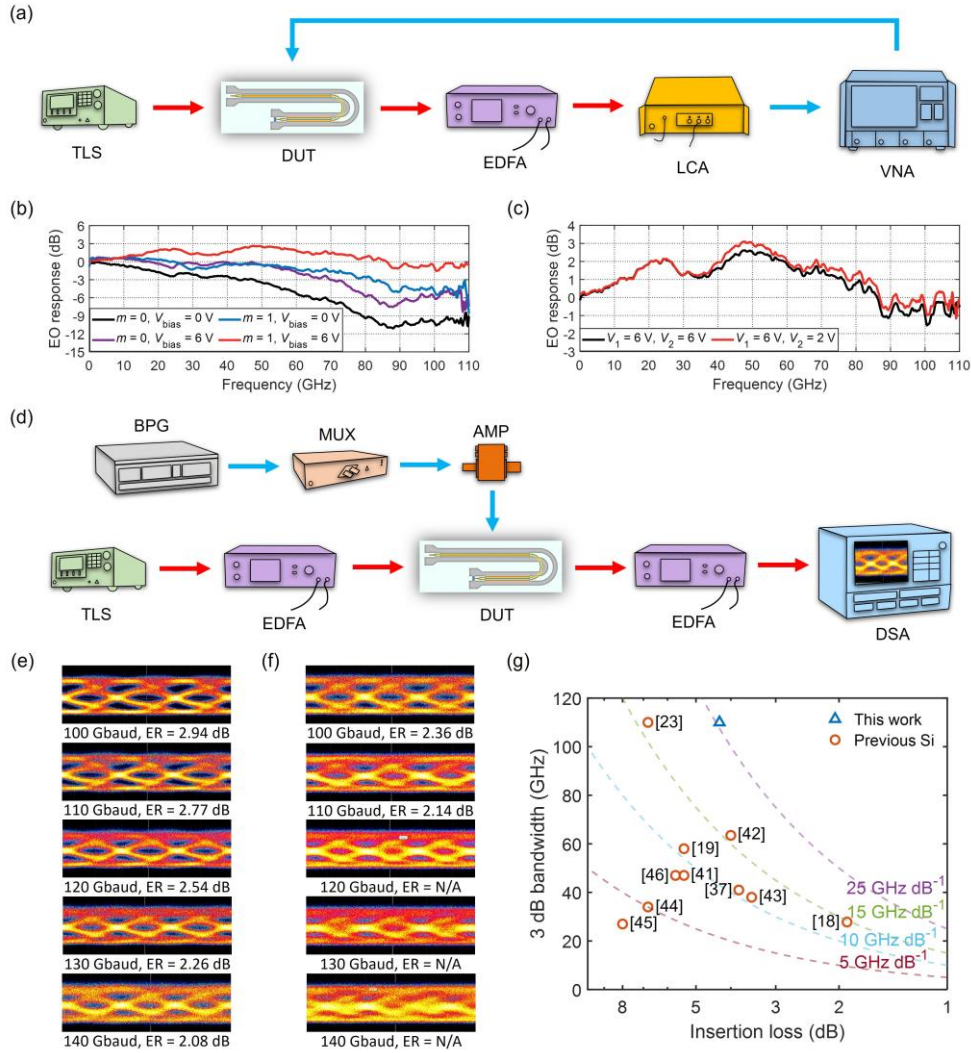 (a)
TLS
DUT
EDFA
LCA
VNA
(b)
EO response (dB)
6
3
0
-3
-6
-9
-12
-15
m = 0, V_bias = 0 V
m = 1, V_bias = 0 V
m = 0, V_bias = 6 V
m = 1, V_bias = 6 V
0 10 20 30 40 50 60 70 80 90 100 110
Frequency (GHz)
(c)
EO response (dB)
4
3
2
1
0
-1
-2
-3
V_1 = 6 V, V_2 = 6 V
V_1 = 6 V, V_2 = 2 V
0 10 20 30 40 50 60 70 80 90 100 110
Frequency (GHz)
(d)
BPG
MUX
AMP
TLS
EDFA
DUT
EDFA
DSA
(e)
100 Gbaud, ER = 2.94 dB
110 Gbaud, ER = 2.77 dB
120 Gbaud, ER = 2.54 dB
130 Gbaud, ER = 2.26 dB
140 Gbaud, ER = 2.08 dB
(f)
100 Gbaud, ER = 2.36 dB
110 Gbaud, ER = 2.14 dB
120 Gbaud, ER = N/A
130 Gbaud, ER = N/A
140 Gbaud, ER = N/A
(g)
3 dB bandwidth (GHz)
120
100
80
60
40
20
0
This work
Previous Si
[23]
[42]
[19]
[46]
[41]
[37]
[43]
[44]
[45]
[18]
25 GHz dB⁻¹
15 GHz dB⁻¹
10 GHz dB⁻¹
5 GHz dB⁻¹
8 5 3 2 1
Insertion loss (dB)